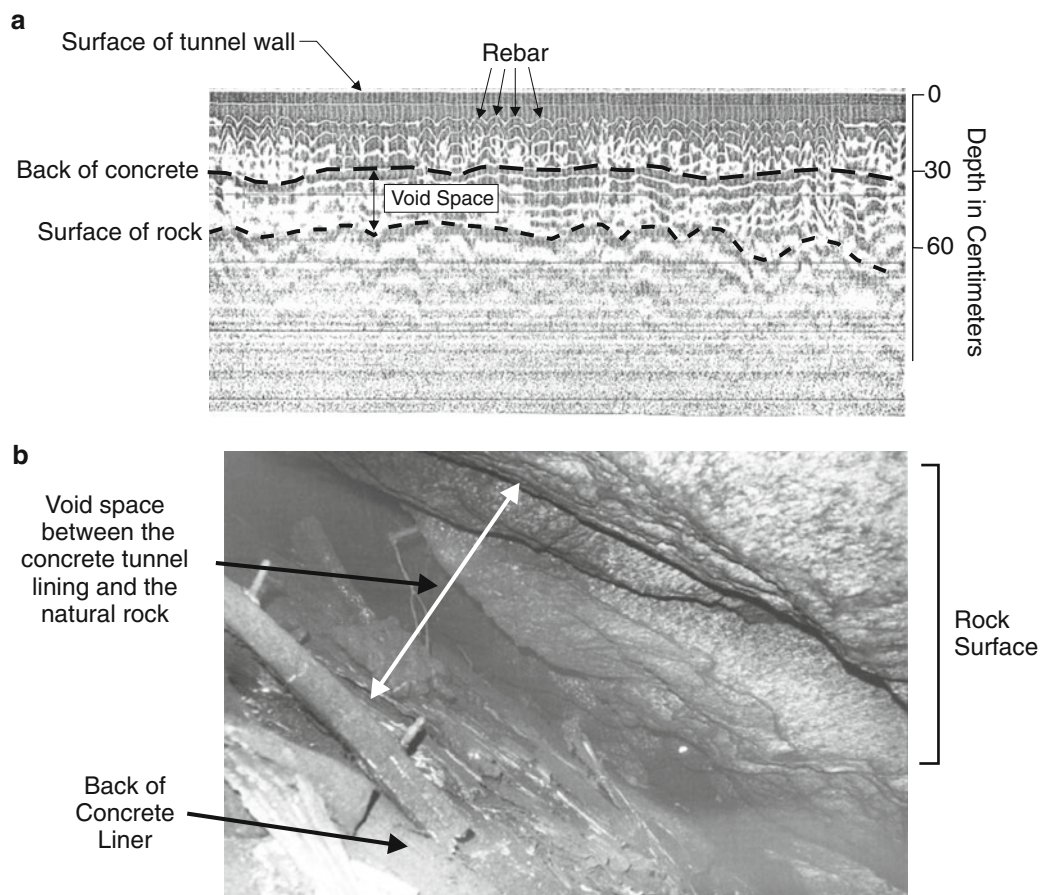 a
Surface of tunnel wall
Rebar
0
Back of concrete
30
Void Space
Surface of rock
60
Depth in Centimeters
b
Void space
between the
concrete tunnel
lining and the
natural rock
Rock
Surface
Back of
Concrete
Liner